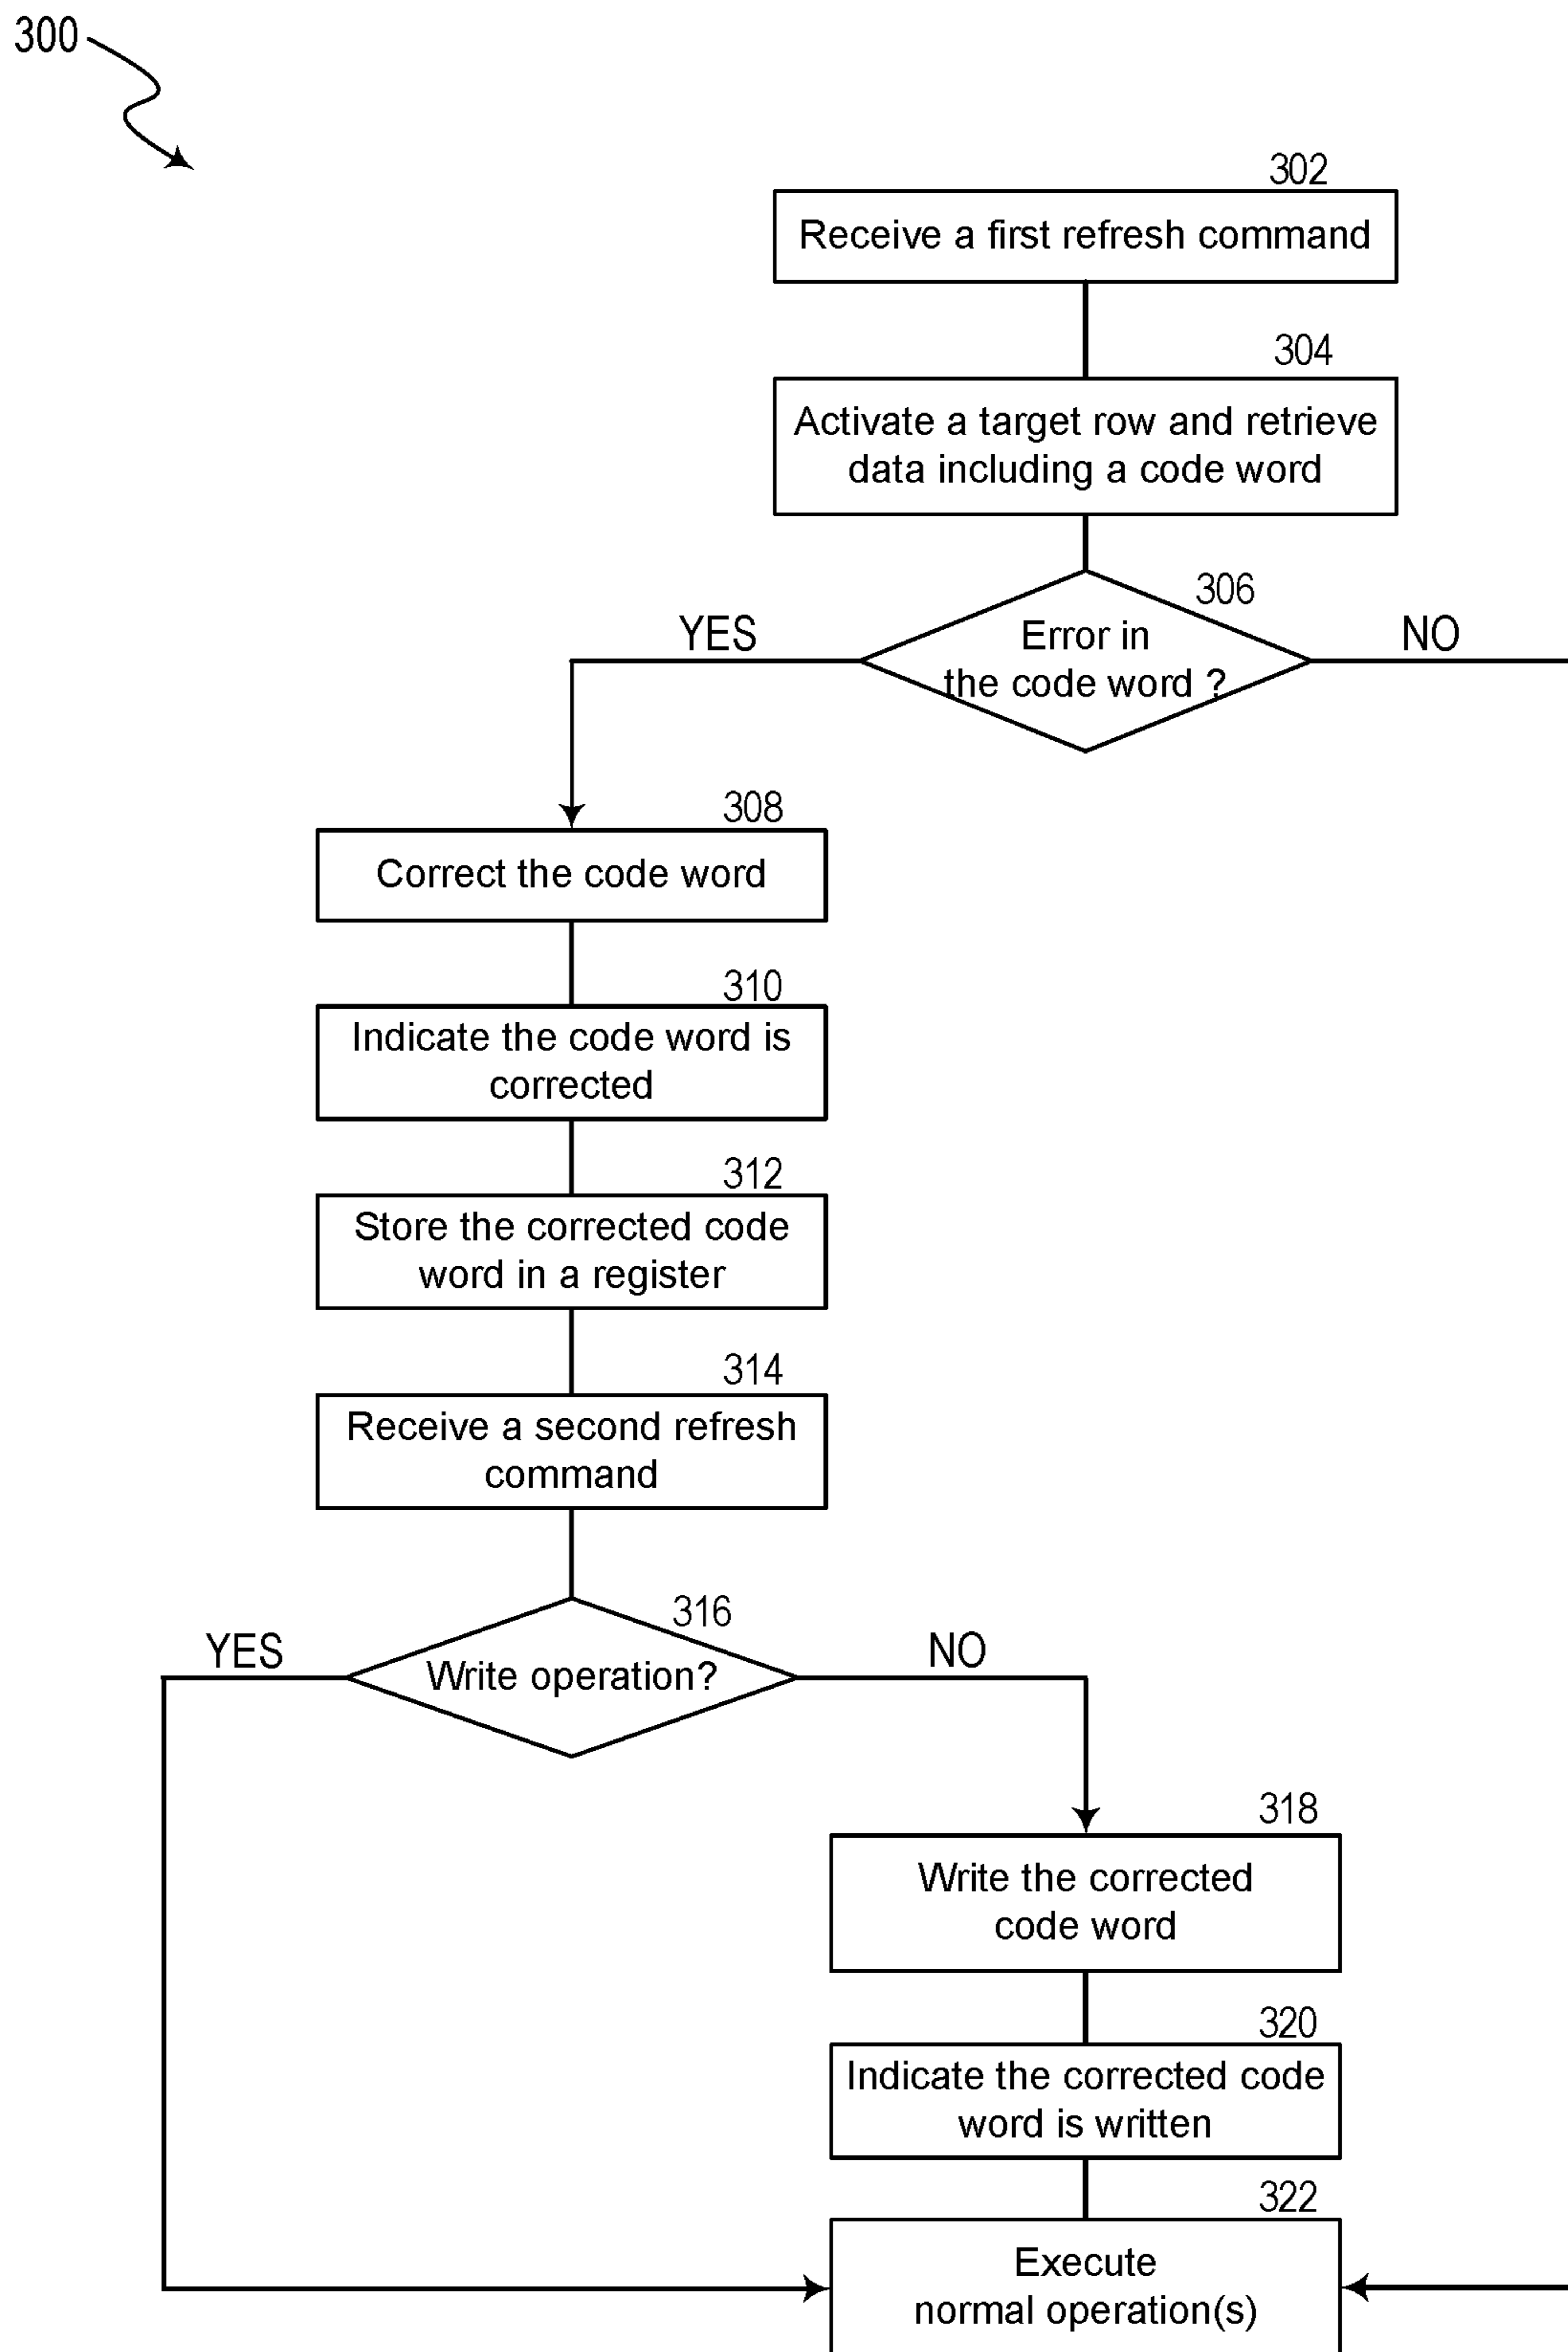 300
302
Receive a first refresh command
304
Activate a target row and retrieve
data including a code word
306
YES
Error in
the code word ?
NO
308
Correct the code word
310
Indicate the code word is
corrected
312
Store the corrected code
word in a register
314
Receive a second refresh
command
316
YES
Write operation?
NO
318
Write the corrected
code word
320
Indicate the corrected code
word is written
322
Execute
normal operation(s)